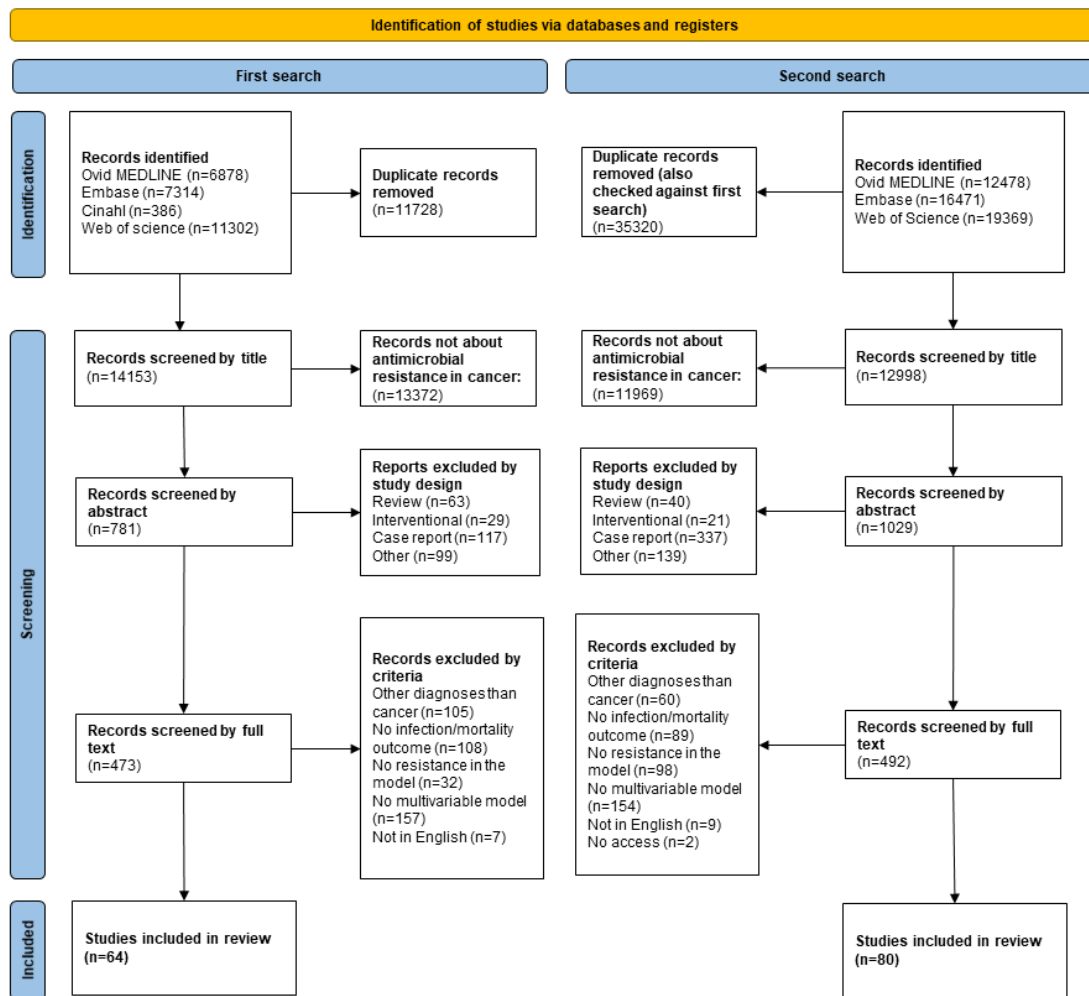 Identification of studies via databases and registers
First search
Second search
Identification
Records identified
Ovid MEDLINE (n=6878)
Embase (n=7314)
Cinahl (n=386)
Web of science (n=11302)
Duplicate records
removed
(n=11728)
Duplicate records
removed (also
checked against first
search)
(n=35320)
Records identified
Ovid MEDLINE (n=12478)
Embase (n=16471)
Web of Science (n=19369)
Screening
Records screened by title
(n=14153)
Records not about
antimicrobial
resistance in cancer:
(n=13372)
Records not about
antimicrobial
resistance in cancer:
(n=11969)
Records screened by title
(n=12998)
Records screened by
abstract
(n=781)
Reports excluded by
study design
Review (n=63)
Interventional (n=29)
Case report (n=117)
Other (n=99)
Reports excluded by
study design
Review (n=40)
Interventional (n=21)
Case report (n=337)
Other (n=139)
Records screened by
abstract
(n=1029)
Records screened by full
text
(n=473)
Records excluded by
criteria
Other diagnoses than
cancer (n=105)
No infection/mortality
outcome (n=108)
No resistance in the
model (n=32)
No multivariable model
(n=157)
Not in English (n=7)
Records excluded by
criteria
Other diagnoses than
cancer (n=60)
No infection/mortality
outcome (n=89)
No resistance in the
model (n=98)
No multivariable model
(n=154)
Not in English (n=9)
No access (n=2)
Records screened by full
text
(n=492)
Included
Studies included in review
(n=64)
Studies included in review
(n=80)